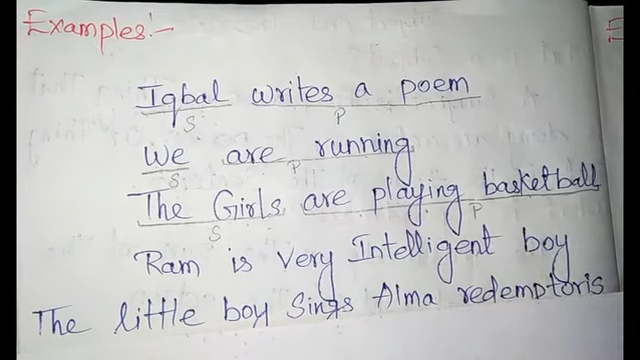 Examples:-
Iqbal writes a poem
S P
We are running
S P
The Girls are playing basketball
S P
Ram is very Intelligent boy
The little boy Sings Alma redemptoris